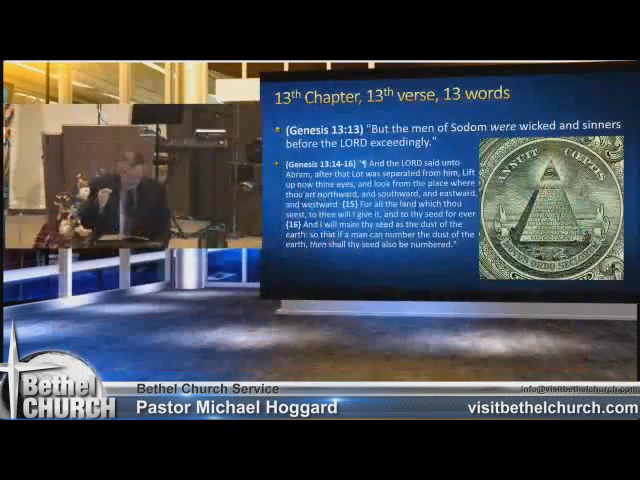 13th Chapter, 13th verse, 13 words
(Genesis 13:13) "But the men of Sodom were wicked and sinners
before the LORD exceedingly."
(Genesis 13:14-16) "¶ And the LORD said unto
Abram, after that Lot was separated from him, Lift
up now thine eyes, and look from the place where
thou art northward, and southward, and eastward,
and westward: (15) For all the land which thou
seest, to thee will I give it, and to thy seed for ever.
(16) And I will make thy seed as the dust of the
earth: so that if a man can number the dust of the
earth, then shall thy seed also be numbered."
ANNUIT CŒPTIS
NOVUS ORDO SECLORUM
Bethel
CHURCH
Bethel Church Service
info@visitbethelchurch.com
Pastor Michael Hoggard
visitbethelchurch.com